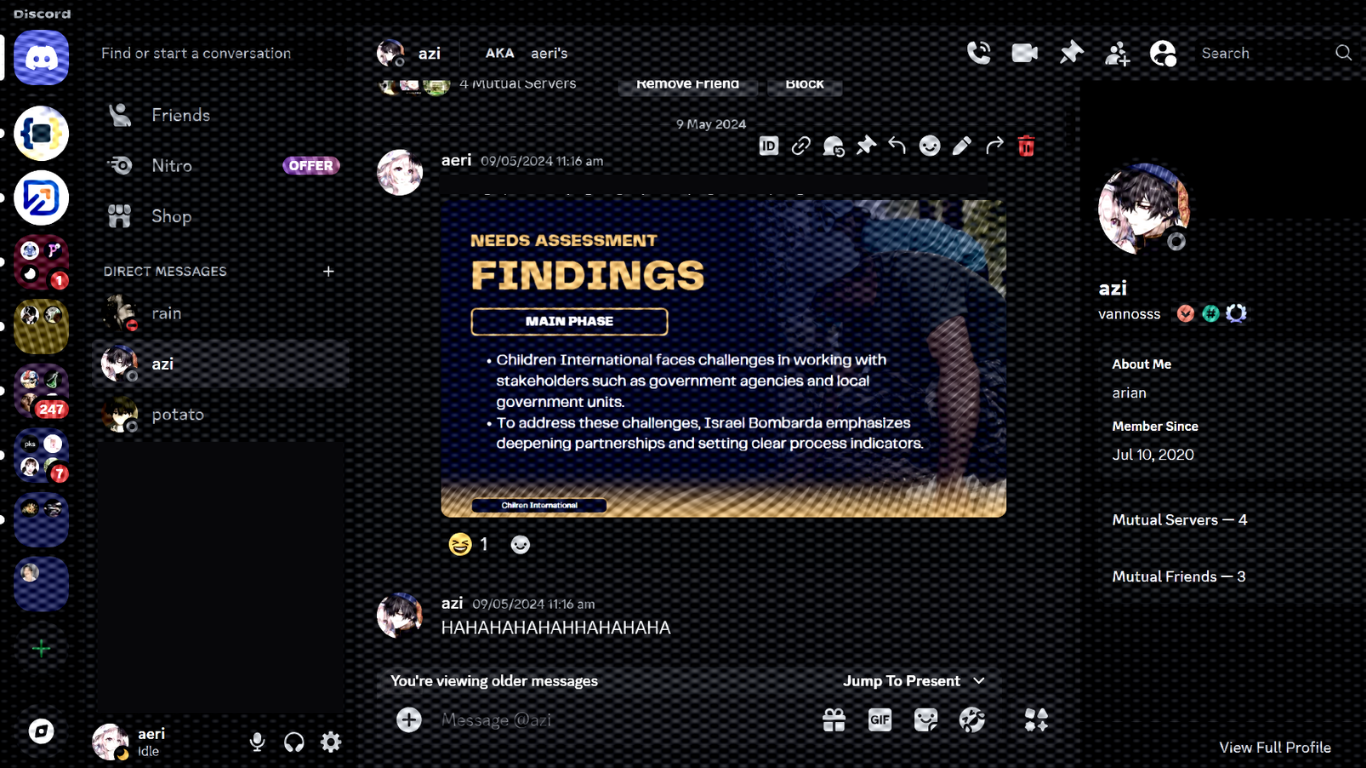 Discord
Find or start a conversation
Friends
Nitro
OFFER
Shop
DIRECT MESSAGES
rain
azi
potato
1
247
pka
7
aeri
Idle
azi AKA aeri's
Search
4 Mutual Servers Remove Friend Block
9 May 2024
aeri 09/05/2024 11:16 am
ID
NEEDS ASSESSMENT
FINDINGS
MAIN PHASE
• Children International faces challenges in working with
stakeholders such as government agencies and local
government units.
• To address these challenges, Israel Bombarda emphasizes
deepening partnerships and setting clear process indicators.
Chilren International
1
azi 09/05/2024 11:16 am
HAHAHAHAHAHHAHAHAHA
You're viewing older messages Jump To Present
Message @azi
GIF
azi
vannosss
About Me
arian
Member Since
Jul 10, 2020
Mutual Servers — 4
Mutual Friends — 3
View Full Profile